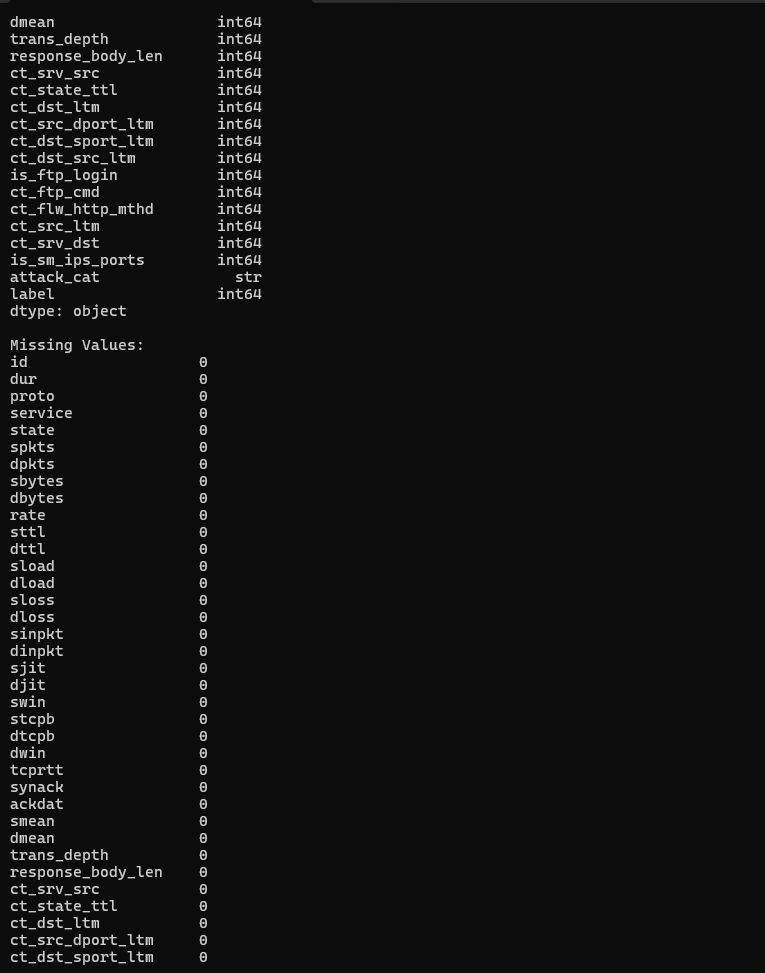 dmean                  int64
trans_depth            int64
response_body_len      int64
ct_srv_src             int64
ct_state_ttl           int64
ct_dst_ltm             int64
ct_src_dport_ltm       int64
ct_dst_sport_ltm       int64
ct_dst_src_ltm         int64
is_ftp_login           int64
ct_ftp_cmd             int64
ct_flw_http_mthd       int64
ct_src_ltm             int64
ct_srv_dst             int64
is_sm_ips_ports        int64
attack_cat               str
label                  int64
dtype: object

Missing Values:
id                   0
dur                  0
proto                0
service              0
state                0
spkts                0
dpkts                0
sbytes               0
dbytes               0
rate                 0
sttl                 0
dttl                 0
sload                0
dload                0
sloss                0
dloss                0
sinpkt               0
dinpkt               0
sjit                 0
djit                 0
swin                 0
stcpb                0
dtcpb                0
dwin                 0
tcprtt               0
synack               0
ackdat               0
smean                0
dmean                0
trans_depth          0
response_body_len    0
ct_srv_src           0
ct_state_ttl         0
ct_dst_ltm           0
ct_src_dport_ltm     0
ct_dst_sport_ltm     0